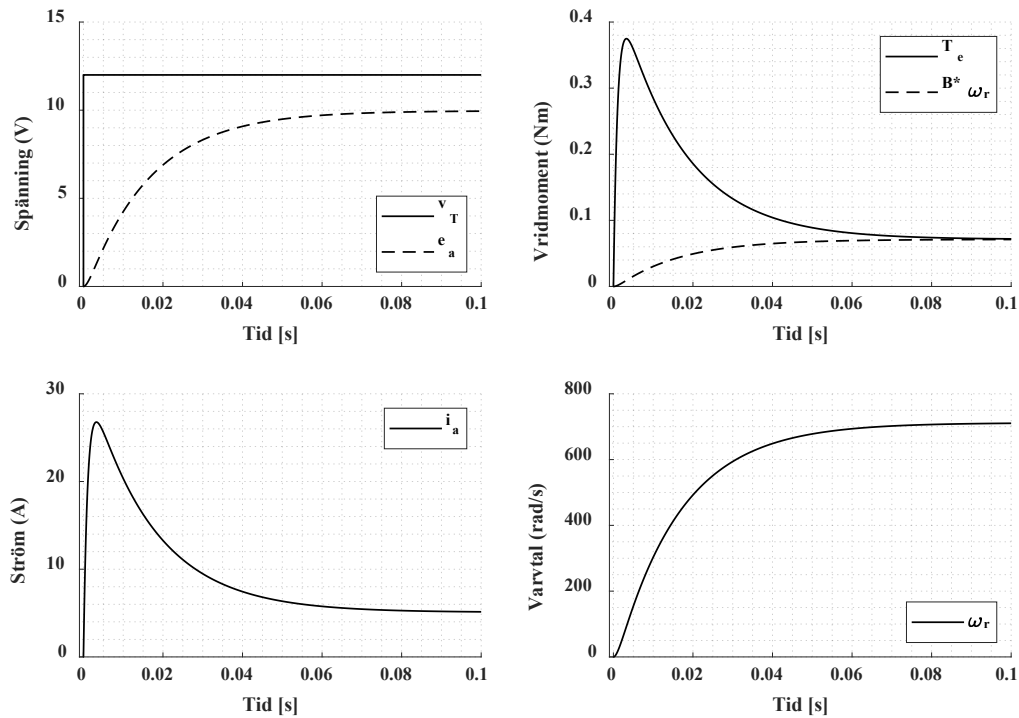 15
10
5
0
Spänning (V)
v T
e a
0 0.02 0.04 0.06 0.08 0.1
Tid [s]
0.4
0.3
0.2
0.1
0
Vridmoment (Nm)
T e
B* ω r
0 0.02 0.04 0.06 0.08 0.1
Tid [s]
30
20
10
0
Ström (A)
i a
0 0.02 0.04 0.06 0.08 0.1
Tid [s]
800
600
400
200
0
Varvtal (rad/s)
ω r
0 0.02 0.04 0.06 0.08 0.1
Tid [s]